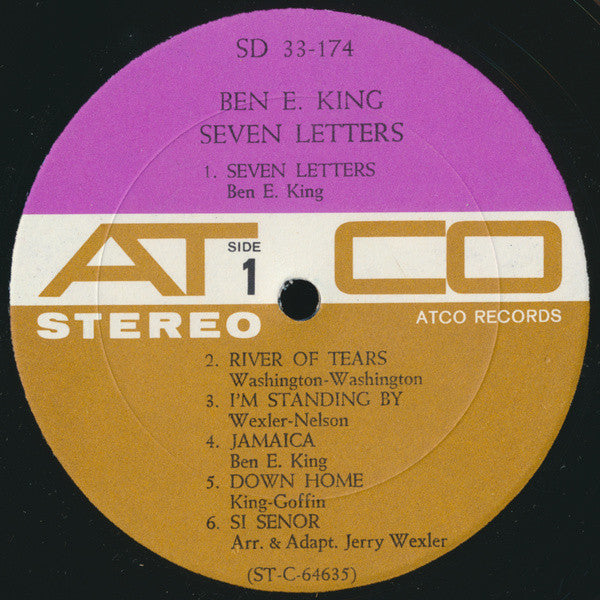 SD 33-174
BEN E. KING
SEVEN LETTERS
1. SEVEN LETTERS
Ben E. King
ATCO
SIDE
1
STEREO
ATCO RECORDS
2. RIVER OF TEARS
Washington-Washington
3. I'M STANDING BY
Wexler-Nelson
4. JAMAICA
Ben E. King
5. DOWN HOME
King-Goffin
6. SI SENOR
Arr. & Adapt. Jerry Wexler
(ST-C-64635)